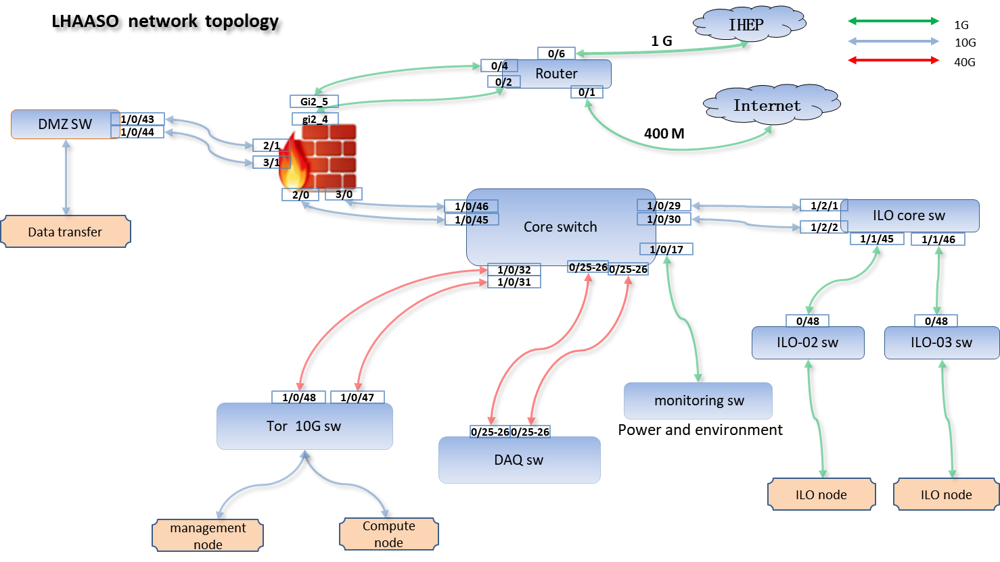 LHAASO network topology
IHEP
1G
10G
40G
1 G
0/6
0/4
Router
0/2
0/1
Internet
400 M
Gi2_5
gi2_4
DMZ SW
1/0/43
1/0/44
2/1
3/1
2/0
3/0
Data transfer
1/0/46
1/0/45
Core switch
1/0/29
1/0/30
1/0/17
1/2/1
1/2/2
ILO core sw
1/1/45
1/1/46
1/0/32
1/0/31
0/25-26
0/25-26
0/48
0/48
ILO-02 sw
ILO-03 sw
1/0/48
1/0/47
Tor 10G sw
monitoring sw
Power and environment
0/25-26
0/25-26
DAQ sw
ILO node
ILO node
management
node
Compute
node